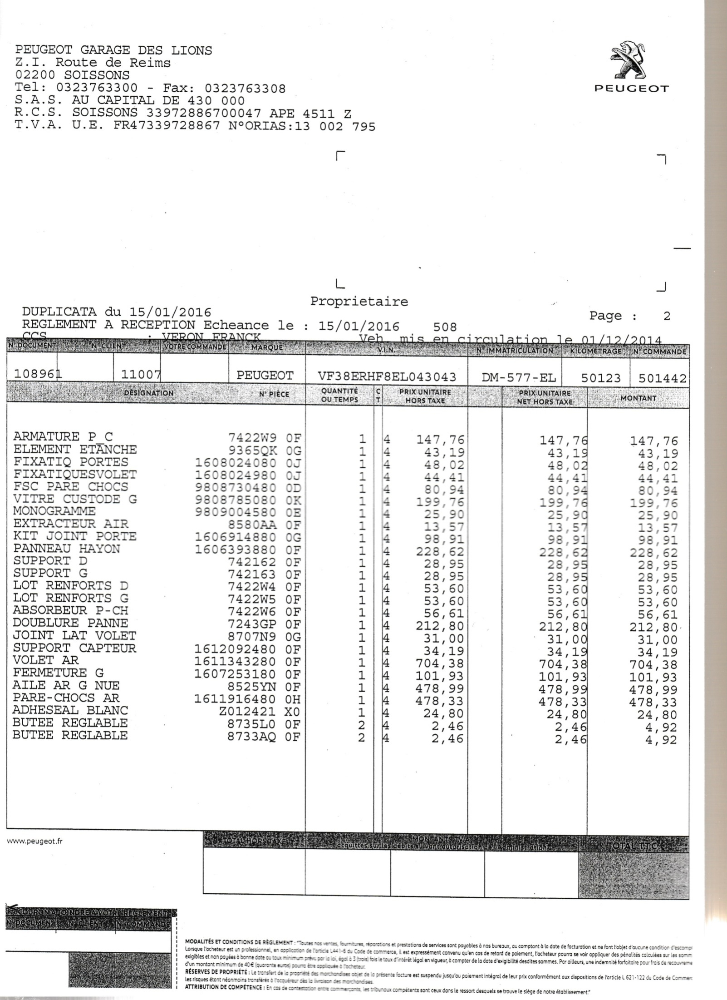 PEUGEOT GARAGE DES LIONS
Z.I. Route de Reims
02200 SOISSONS
Tel: 0323763300 - Fax: 0323763308
S.A.S. AU CAPITAL DE 430 000
R.C.S. SOISSONS 33972886700047 APE 4511 Z
T.V.A. U.E. FR47339728867 N°ORIAS:13 002 795
PEUGEOT
Proprietaire
DUPLICATA du 15/01/2016 Page : 2
REGLEMENT A RECEPTION Echeance le : 15/01/2016 508
CCS : VERON FRANCK Veh. mis en circulation le 01/12/2014
N° DOCUMENT N° CLIENT VOTRE COMMANDE MARQUE V.I.N. N° IMMATRICULATION KILOMÉTRAGE N° COMMANDE
108961 11007 PEUGEOT VF38ERHF8EL043043 DM-577-EL 50123 501442
DÉSIGNATION N° PIÈCE QUANTITÉ OU TEMPS C T PRIX UNITAIRE HORS TAXE PRIX UNITAIRE NET HORS TAXE MONTANT
ARMATURE P_C 7422W9 0F 1 4 147,76 147,76 147,76
ELEMENT ETANCHE 9365QK 0G 1 4 43,19 43,19 43,19
FIXATIQ PORTES 1608024080 0J 1 4 48,02 48,02 48,02
FIXATIQUESVOLET 1608024980 0J 1 4 44,41 44,41 44,41
FSC PARE CHOCS 9808730480 0D 1 4 80,94 80,94 80,94
VITRE CUSTODE G 9808785080 0K 1 4 199,76 199,76 199,76
MONOGRAMME 9809004580 0E 1 4 25,90 25,90 25,90
EXTRACTEUR AIR 8580AA 0F 1 4 13,57 13,57 13,57
KIT JOINT PORTE 1606914880 0G 1 4 98,91 98,91 98,91
PANNEAU HAYON 1606393880 0F 1 4 228,62 228,62 228,62
SUPPORT D 742162 0F 1 4 28,95 28,95 28,95
SUPPORT G 742163 0F 1 4 28,95 28,95 28,95
LOT RENFORTS D 7422W4 0F 1 4 53,60 53,60 53,60
LOT RENFORTS G 7422W5 0F 1 4 53,60 53,60 53,60
ABSORBEUR P-CH 7422W6 0F 1 4 56,61 56,61 56,61
DOUBLURE PANNE 7243GP 0F 1 4 212,80 212,80 212,80
JOINT LAT VOLET 8707N9 0G 1 4 31,00 31,00 31,00
SUPPORT CAPTEUR 1612092480 0F 1 4 34,19 34,19 34,19
VOLET AR 1611343280 0F 1 4 704,38 704,38 704,38
FERMETURE G 1607253180 0F 1 4 101,93 101,93 101,93
AILE AR G NUE 8525YN 0F 1 4 478,99 478,99 478,99
PARE-CHOCS AR 1611916480 0H 1 4 478,33 478,33 478,33
ADHESEAL BLANC Z012421 X0 1 4 24,80 24,80 24,80
BUTEE REGLABLE 8735L0 0F 2 4 2,46 2,46 4,92
BUTEE REGLABLE 8733AQ 0F 2 4 2,46 2,46 4,92
www.peugeot.fr
TOTAL HORS TAXE MONTANTS TVA TOTAL T.T.C.
acquittés sur les débits suivant autorisation de l'Administration
COUPON A JOINDRE A VOTRE REGLEMENT
N° DOCUMENT N° CLIENT N° COMMANDE
MODALITÉS ET CONDITIONS DE RÈGLEMENT : "Toutes nos ventes, fournitures, réparations et prestations de services sont payables à nos bureaux, au comptant à la date de facturation et ne font l'objet d'aucune condition d'escompt
Lorsque l'acheteur est un professionnel, en application de l'article L441-6 du Code de commerce, il est expressément convenu qu'en cas de retard de paiement, l'acheteur pourra se voir appliquer des pénalités calculées sur les somm
exigibles et non payées à bonne date au taux minimum prévu par la loi, égal à 3 (trois) fois le taux d'intérêt légal en vigueur, à compter de la date d'exigibilité desdites sommes. Par ailleurs, une indemnité forfaitaire pour frais de recouvreme
d'un montant minimum de 40€ (quarante euros) pourra être appliquée à l'acheteur.
RÉSERVES DE PROPRIÉTÉ : Le transfert de la propriété des marchandises objet de la présente facture est suspendu jusqu'au paiement intégral de leur prix conformément aux dispositions de l'article L 621-122 du Code de Commerc
les risques étant néanmoins transférés à l'acquéreur dès la livraison des marchandises.
ATTRIBUTION DE COMPÉTENCE : En cas de contestation entre commerçants, les tribunaux compétents sont ceux dans le ressort desquels se trouve le siège de notre établissement."